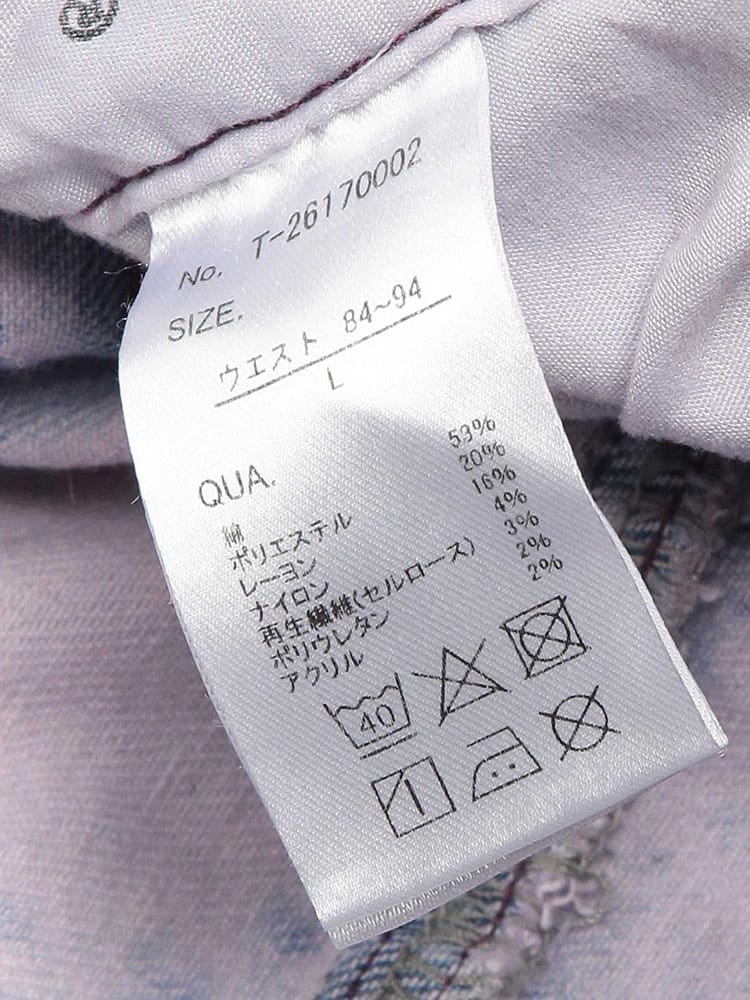 No. T-26170002
SIZE.
ウエスト 84~94
L
QUA.
綿 53%
ポリエステル 20%
レーヨン 16%
ナイロン 4%
再生繊維(セルロース) 3%
ポリウレタン 2%
アクリル 2%
40